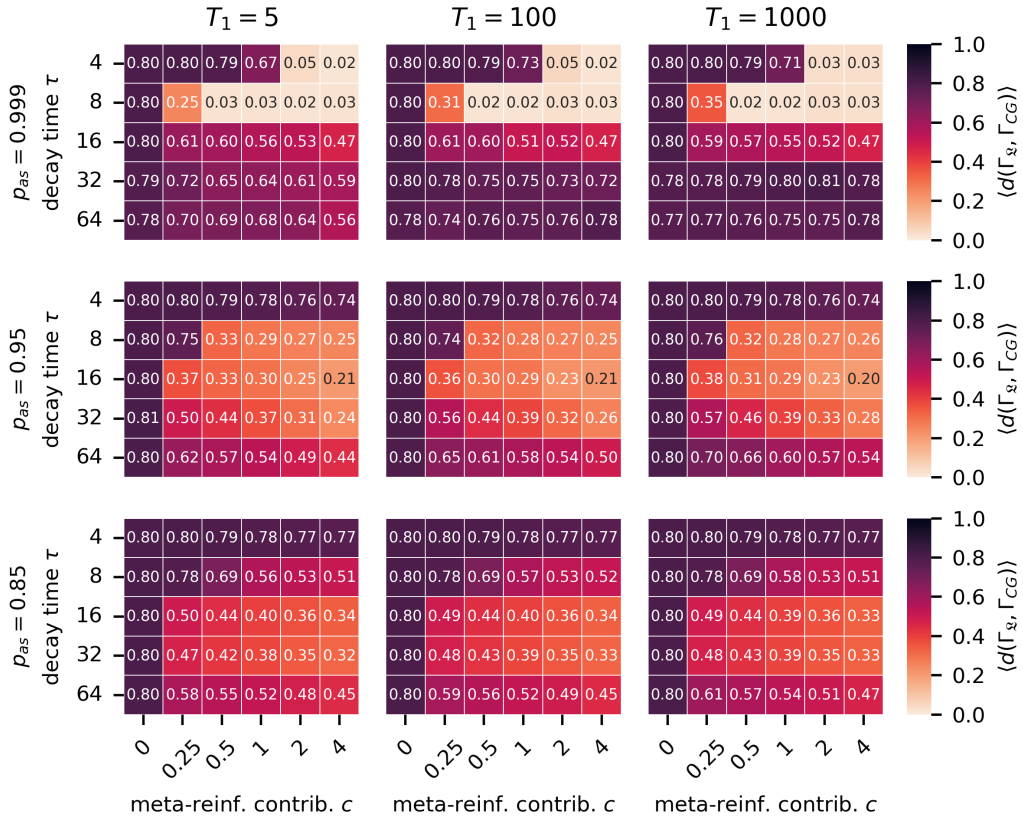 T₁ = 5 T₁ = 100 T₁ = 1000
p_as = 0.999
decay time τ
4 0.80 0.80 0.79 0.67 0.05 0.02 0.80 0.80 0.79 0.73 0.05 0.02 0.80 0.80 0.79 0.71 0.03 0.03
8 0.80 0.25 0.03 0.03 0.03 0.03 0.80 0.31 0.02 0.02 0.02 0.03 0.80 0.35 0.02 0.02 0.03 0.03
16 0.80 0.61 0.60 0.56 0.53 0.47 0.80 0.61 0.60 0.51 0.52 0.47 0.80 0.59 0.57 0.55 0.52 0.47
32 0.79 0.72 0.65 0.64 0.61 0.59 0.80 0.78 0.75 0.75 0.73 0.72 0.78 0.78 0.79 0.80 0.81 0.78
64 0.78 0.70 0.69 0.68 0.64 0.56 0.78 0.74 0.76 0.75 0.76 0.78 0.77 0.77 0.76 0.75 0.75 0.78
1.0
0.8
0.6
0.4
0.2
0.0
⟨d(Γ_𝔄, Γ_CG)⟩
p_as = 0.95
decay time τ
4 0.80 0.80 0.79 0.78 0.76 0.74 0.80 0.80 0.79 0.78 0.76 0.74 0.80 0.80 0.79 0.78 0.76 0.74
8 0.80 0.75 0.33 0.29 0.27 0.25 0.80 0.74 0.32 0.28 0.27 0.25 0.80 0.76 0.32 0.28 0.27 0.26
16 0.80 0.37 0.33 0.30 0.25 0.21 0.80 0.36 0.30 0.29 0.23 0.21 0.80 0.38 0.31 0.29 0.23 0.20
32 0.81 0.50 0.44 0.37 0.31 0.24 0.80 0.56 0.44 0.39 0.32 0.26 0.80 0.57 0.46 0.39 0.33 0.28
64 0.80 0.62 0.57 0.54 0.49 0.44 0.80 0.65 0.61 0.58 0.54 0.50 0.80 0.70 0.66 0.60 0.57 0.54
1.0
0.8
0.6
0.4
0.2
0.0
⟨d(Γ_𝔄, Γ_CG)⟩
p_as = 0.85
decay time τ
4 0.80 0.80 0.79 0.78 0.77 0.77 0.80 0.80 0.79 0.78 0.77 0.77 0.80 0.80 0.79 0.78 0.77 0.77
8 0.80 0.78 0.69 0.56 0.53 0.51 0.80 0.78 0.69 0.57 0.53 0.52 0.80 0.78 0.69 0.58 0.53 0.51
16 0.80 0.50 0.44 0.40 0.36 0.34 0.80 0.49 0.44 0.40 0.36 0.34 0.80 0.49 0.44 0.39 0.36 0.33
32 0.80 0.47 0.42 0.38 0.35 0.32 0.80 0.48 0.43 0.39 0.35 0.33 0.80 0.48 0.43 0.39 0.35 0.33
64 0.80 0.58 0.55 0.52 0.48 0.45 0.80 0.59 0.56 0.52 0.49 0.45 0.80 0.61 0.57 0.54 0.51 0.47
1.0
0.8
0.6
0.4
0.2
0.0
⟨d(Γ_𝔄, Γ_CG)⟩
0 0.25 0.5 1 2 4 0 0.25 0.5 1 2 4 0 0.25 0.5 1 2 4
meta-reinf. contrib. c meta-reinf. contrib. c meta-reinf. contrib. c